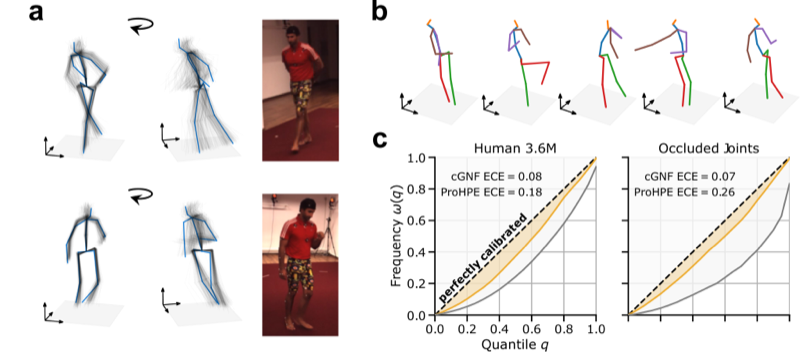 a
b
c
Human 3.6M
Occluded Joints
1.0
0.8
0.6
0.4
0.2
0.0
Frequency ω(q)
cGNF ECE = 0.08
ProHPE ECE = 0.18
perfectly calibrated
cGNF ECE = 0.07
ProHPE ECE = 0.26
0.0 0.2 0.4 0.6 0.8 1.0
Quantile q